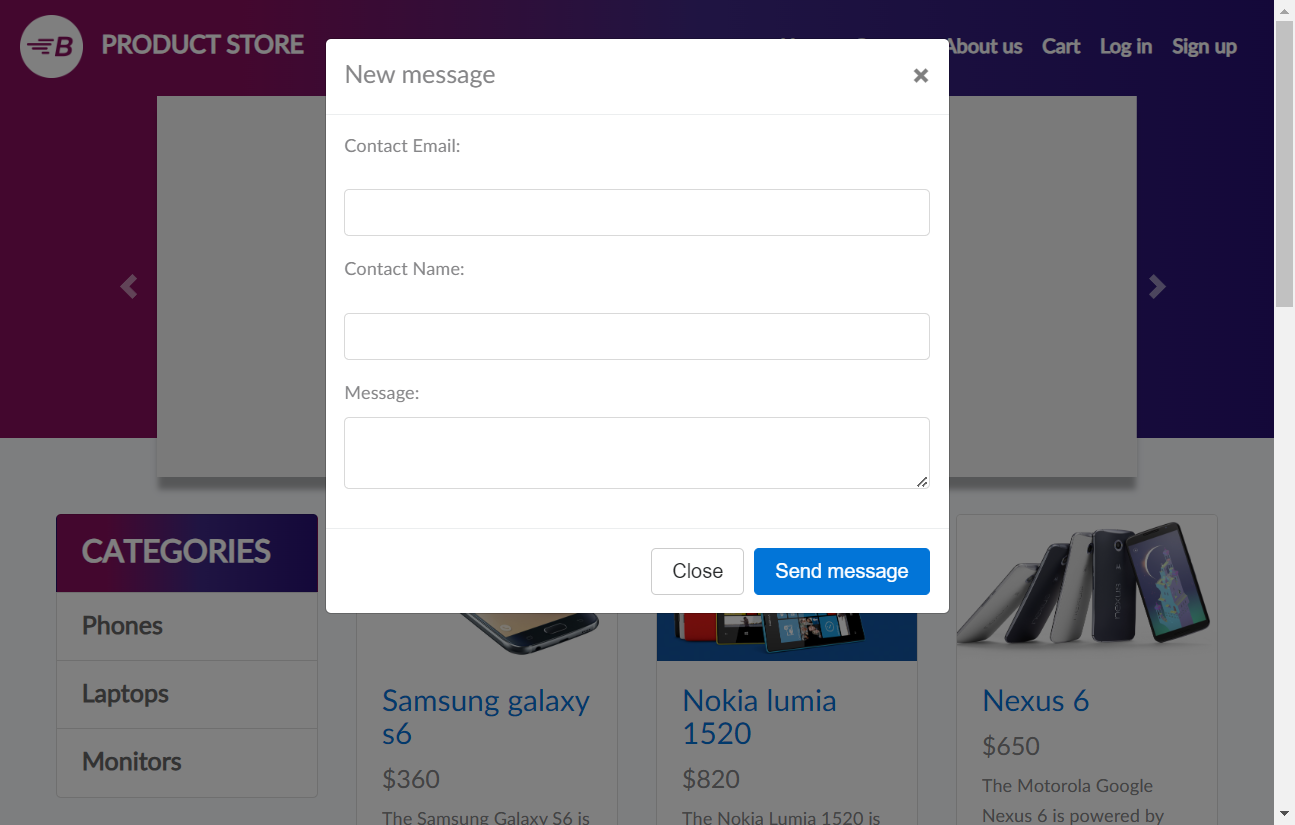 B PRODUCT STORE
About us Cart Log in Sign up
New message
×
Contact Email:
Contact Name:
Message:
Close Send message
CATEGORIES
Phones
Laptops
Monitors
Samsung galaxy
s6
$360
The Samsung Galaxy S6 is
Nokia lumia
1520
$820
The Nokia Lumia 1520 is
nexus
Nexus 6
$650
The Motorola Google
Nexus 6 is powered by